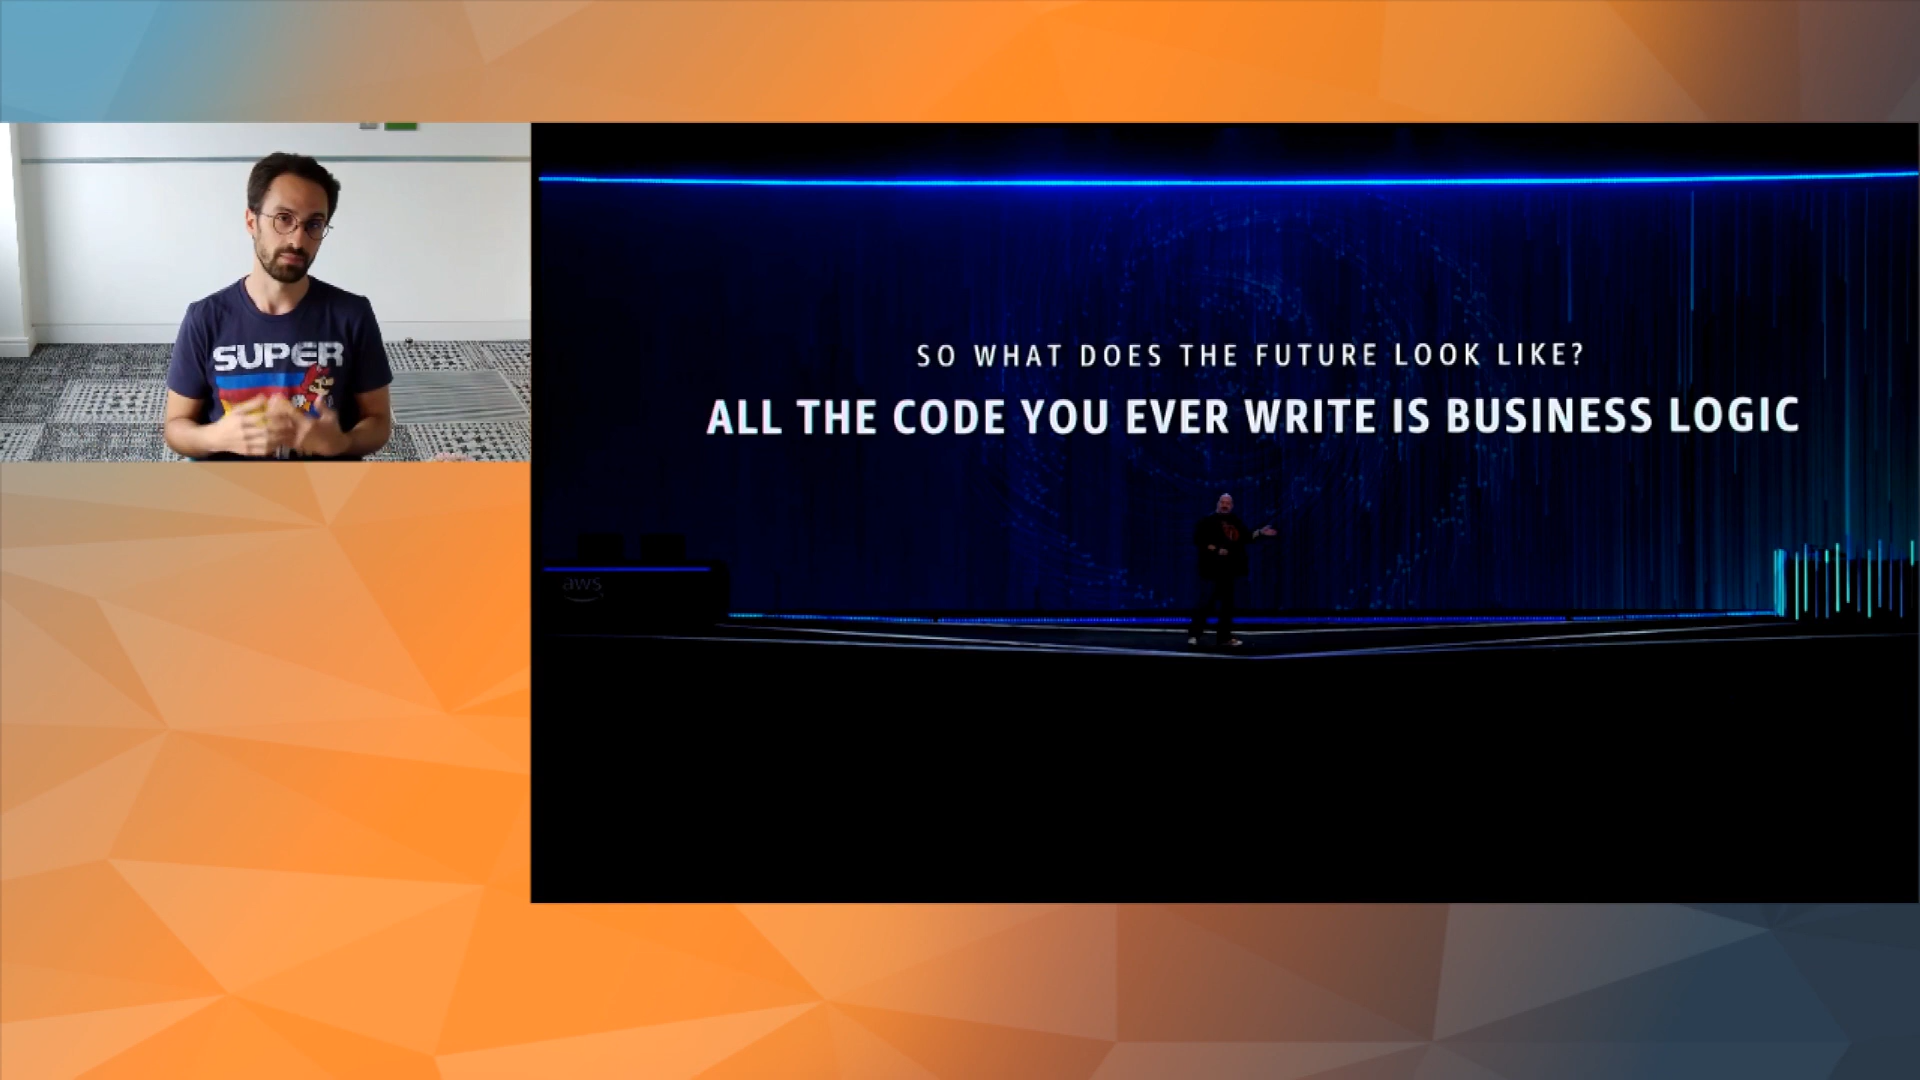 SUPER
SO WHAT DOES THE FUTURE LOOK LIKE?
ALL THE CODE YOU EVER WRITE IS BUSINESS LOGIC
aws